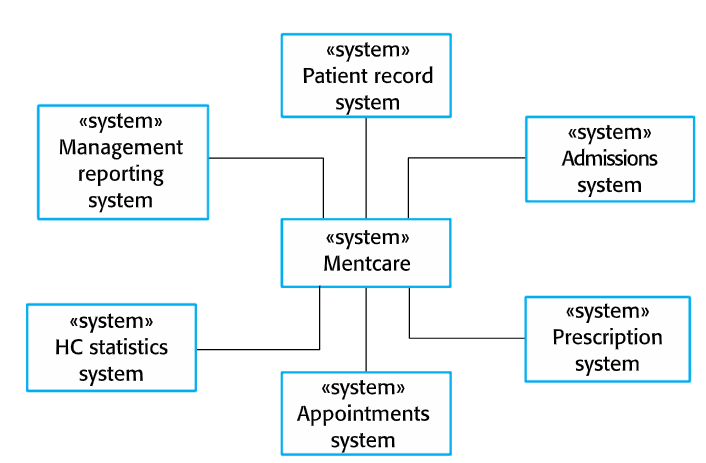 «system»
Patient record
system
«system»
Management
reporting
system
«system»
Admissions
system
«system»
Mentcare
«system»
HC statistics
system
«system»
Prescription
system
«system»
Appointments
system